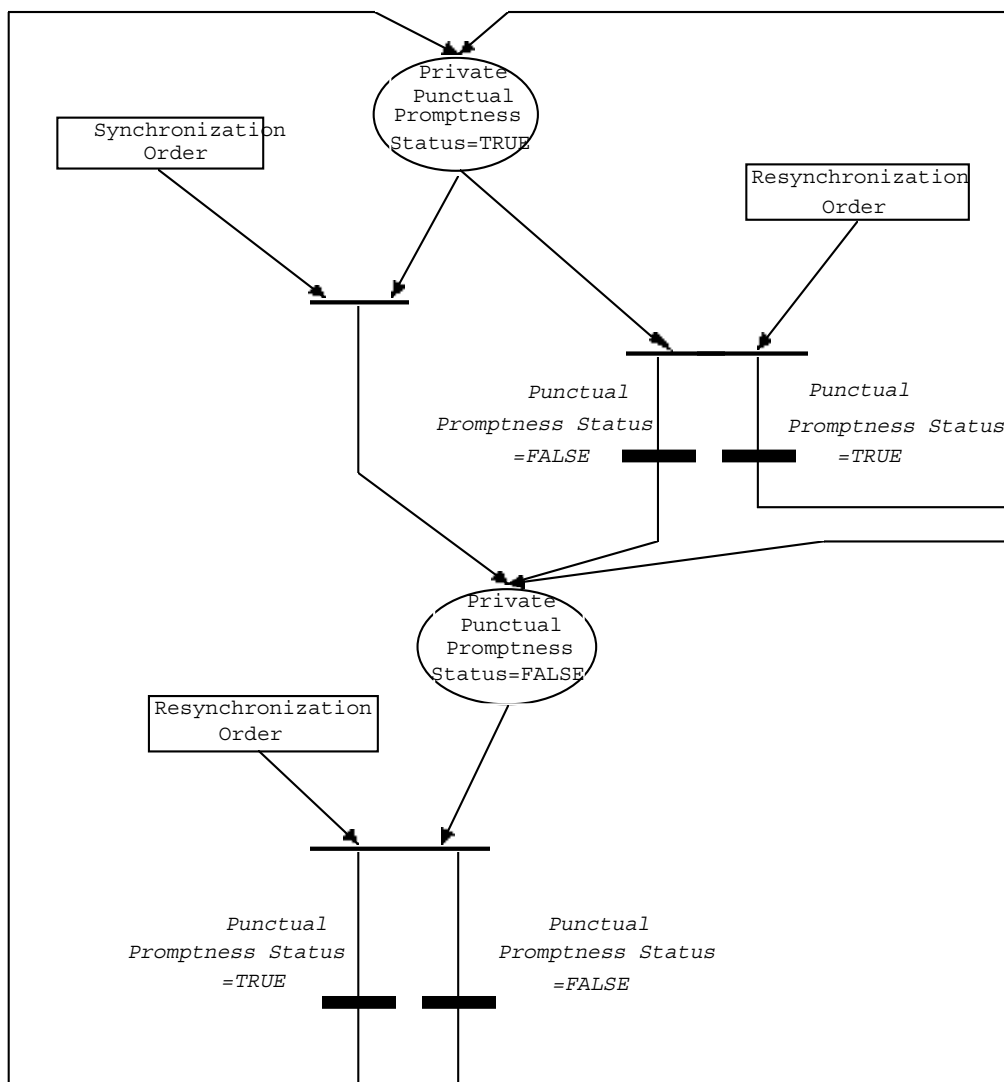 Private
Punctual
Promptness
Status=TRUE
Synchronization
Order
Resynchronization
Order
Punctual
Promptness Status
=FALSE
Punctual
Promptness Status
=TRUE
Private
Punctual
Promptness
Status=FALSE
Resynchronization
Order
Punctual
Promptness Status
=TRUE
Punctual
Promptness Status
=FALSE